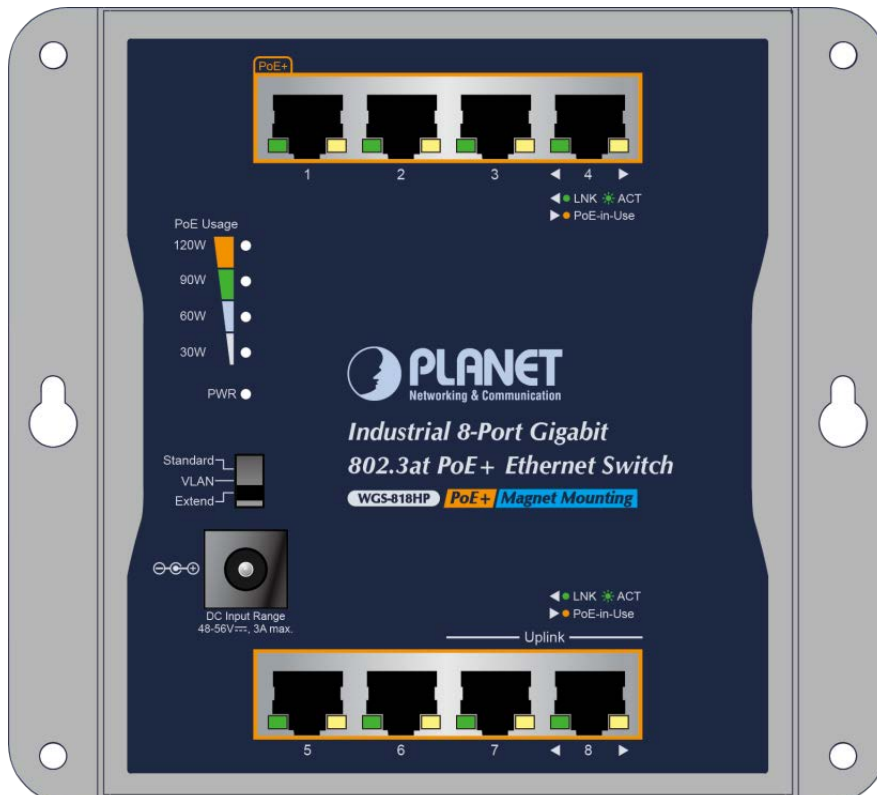 PoE+
1 2 3 4
LNK ACT
PoE-in-Use
PoE Usage
120W
90W
60W
30W
PWR
PLANET
Networking & Communication
Industrial 8-Port Gigabit
802.3at PoE+ Ethernet Switch
WGS-818HP PoE+ Magnet Mounting
Standard
VLAN
Extend
DC Input Range
48-56V⎓, 3A max.
LNK ACT
PoE-in-Use
Uplink
5 6 7 8